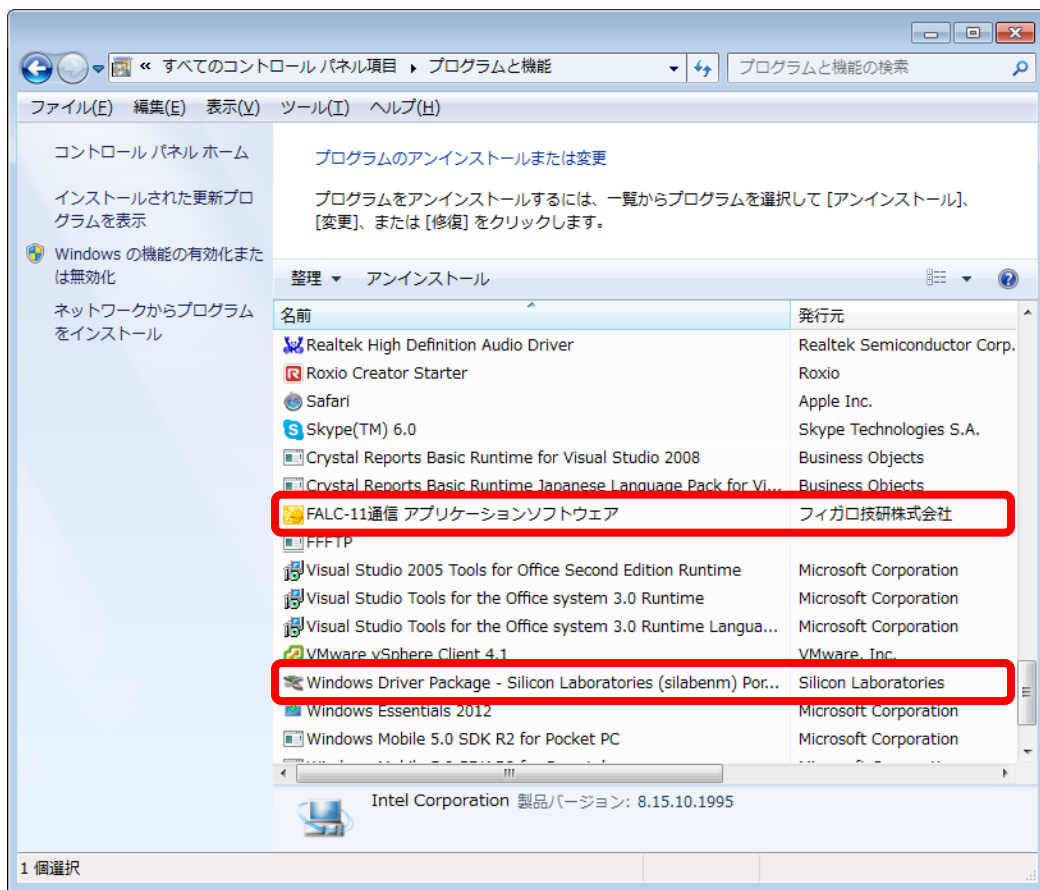 « すべてのコントロール パネル項目 ▸ プログラムと機能
プログラムと機能の検索
ファイル(F) 編集(E) 表示(V) ツール(T) ヘルプ(H)
コントロール パネル ホーム
インストールされた更新プロ
グラムを表示
Windows の機能の有効化また
は無効化
ネットワークからプログラム
をインストール
プログラムのアンインストールまたは変更
プログラムをアンインストールするには、一覧からプログラムを選択して [アンインストール]、
[変更]、または [修復] をクリックします。
整理 アンインストール
名前 発行元
Realtek High Definition Audio Driver Realtek Semiconductor Corp.
Roxio Creator Starter Roxio
Safari Apple Inc.
Skype(TM) 6.0 Skype Technologies S.A.
Crystal Reports Basic Runtime for Visual Studio 2008 Business Objects
Crystal Reports Basic Runtime Japanese Language Pack for Vi... Business Objects
FALC-11通信 アプリケーションソフトウェア フィガロ技研株式会社
FFFTP
Visual Studio 2005 Tools for Office Second Edition Runtime Microsoft Corporation
Visual Studio Tools for the Office system 3.0 Runtime Microsoft Corporation
Visual Studio Tools for the Office system 3.0 Runtime Langua... Microsoft Corporation
VMware vSphere Client 4.1 VMware, Inc.
Windows Driver Package - Silicon Laboratories (silabenm) Por... Silicon Laboratories
Windows Essentials 2012 Microsoft Corporation
Windows Mobile 5.0 SDK R2 for Pocket PC Microsoft Corporation
Intel Corporation 製品バージョン: 8.15.10.1995
1 個選択